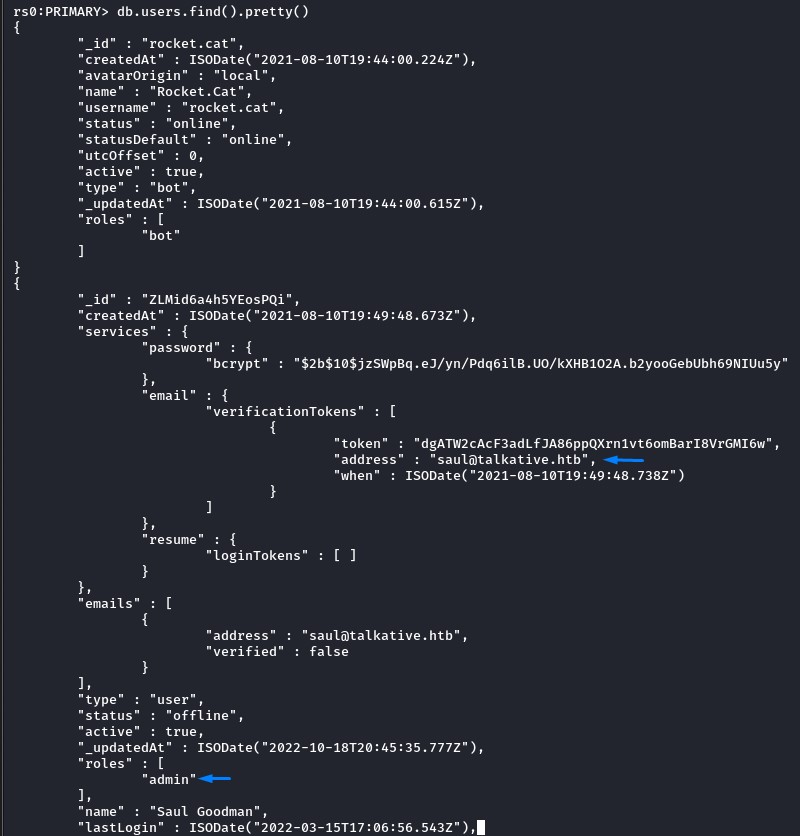 rs0:PRIMARY> db.users.find().pretty()
{
        "_id" : "rocket.cat",
        "createdAt" : ISODate("2021-08-10T19:44:00.224Z"),
        "avatarOrigin" : "local",
        "name" : "Rocket.Cat",
        "username" : "rocket.cat",
        "status" : "online",
        "statusDefault" : "online",
        "utcOffset" : 0,
        "active" : true,
        "type" : "bot",
        "_updatedAt" : ISODate("2021-08-10T19:44:00.615Z"),
        "roles" : [
                "bot"
        ]
}
{
        "_id" : "ZLMid6a4h5YEosPQi",
        "createdAt" : ISODate("2021-08-10T19:49:48.673Z"),
        "services" : {
                "password" : {
                        "bcrypt" : "$2b$10$jzSWpBq.eJ/yn/Pdq6ilB.UO/kXHB1O2A.b2yooGebUbh69NIUu5y"
                },
                "email" : {
                        "verificationTokens" : [
                                {
                                        "token" : "dgATW2cAcF3adLfJA86ppQXrn1vt6omBarI8VrGMI6w",
                                        "address" : "saul@talkative.htb",
                                        "when" : ISODate("2021-08-10T19:49:48.738Z")
                                }
                        ]
                },
                "resume" : {
                        "loginTokens" : [ ]
                }
        },
        "emails" : [
                {
                        "address" : "saul@talkative.htb",
                        "verified" : false
                }
        ],
        "type" : "user",
        "status" : "offline",
        "active" : true,
        "_updatedAt" : ISODate("2022-10-18T20:45:35.777Z"),
        "roles" : [
                "admin"
        ],
        "name" : "Saul Goodman",
        "lastLogin" : ISODate("2022-03-15T17:06:56.543Z"),